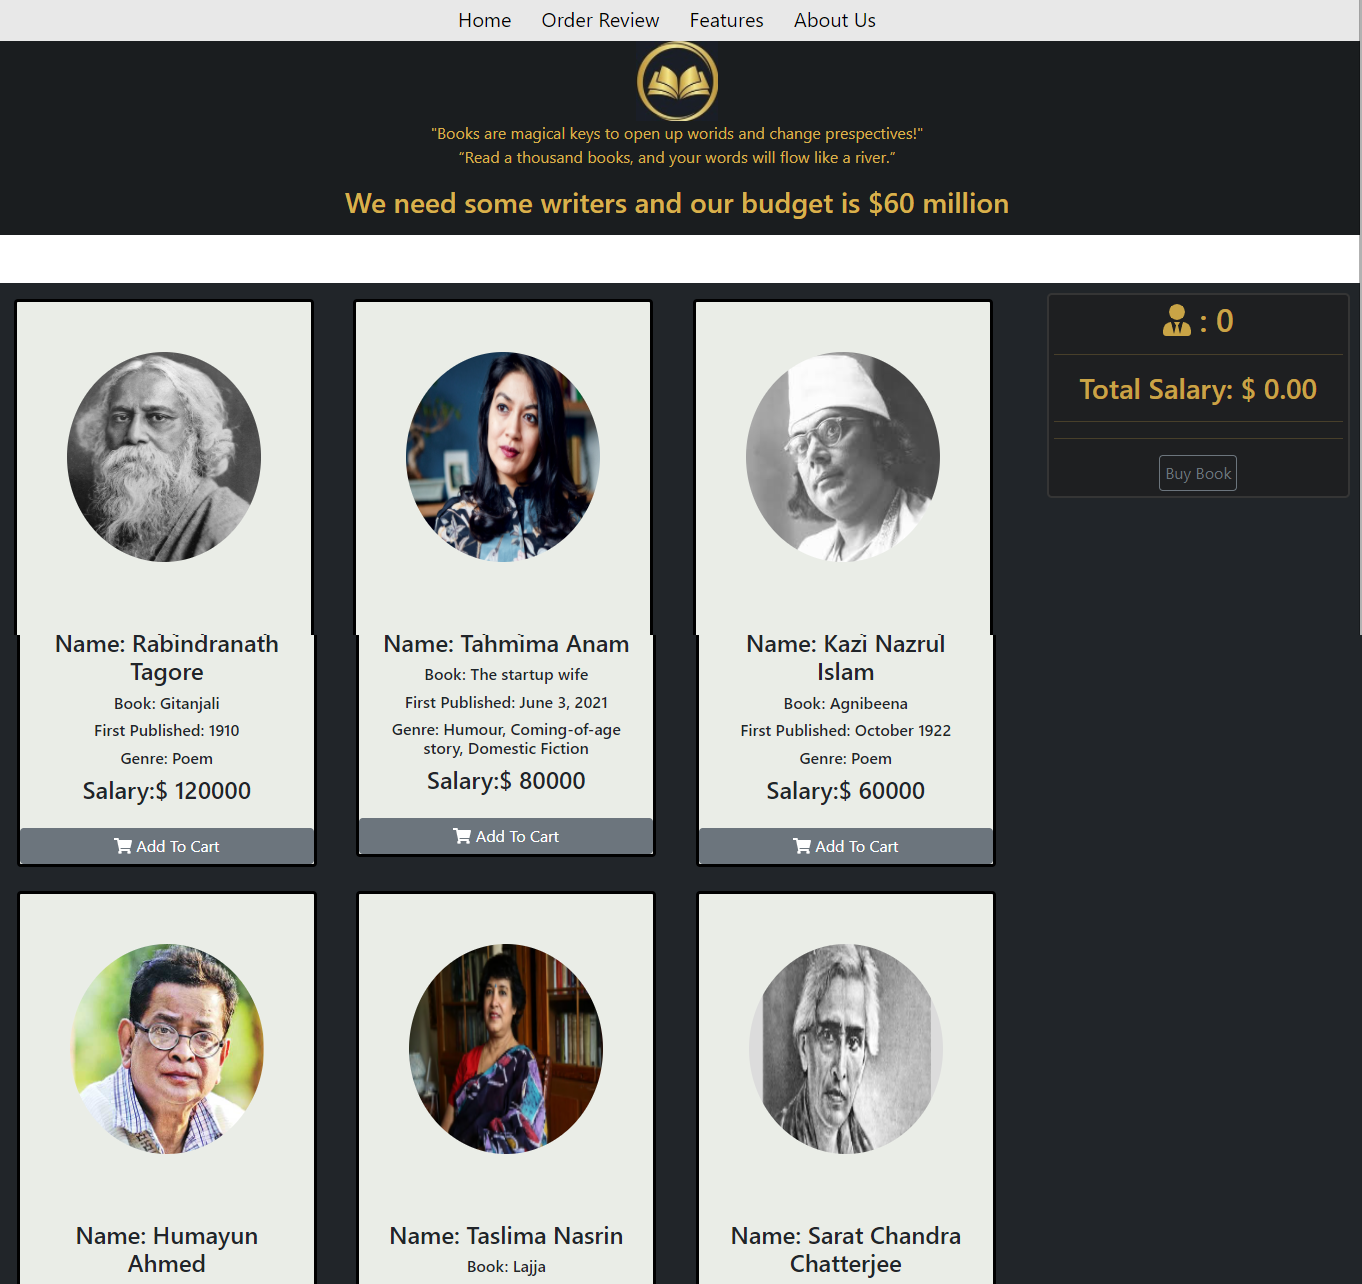 Home Order Review Features About Us
"Books are magical keys to open up worids and change prespectives!"
“Read a thousand books, and your words will flow like a river.”
We need some writers and our budget is $60 million
: 0
Total Salary: $ 0.00
Buy Book
Name: Rabindranath
Tagore
Book: Gitanjali
First Published: 1910
Genre: Poem
Salary:$ 120000
Add To Cart
Name: Tahmima Anam
Book: The startup wife
First Published: June 3, 2021
Genre: Humour, Coming-of-age
story, Domestic Fiction
Salary:$ 80000
Add To Cart
Name: Kazi Nazrul
Islam
Book: Agnibeena
First Published: October 1922
Genre: Poem
Salary:$ 60000
Add To Cart
Name: Humayun
Ahmed
Name: Taslima Nasrin
Book: Lajja
Name: Sarat Chandra
Chatterjee